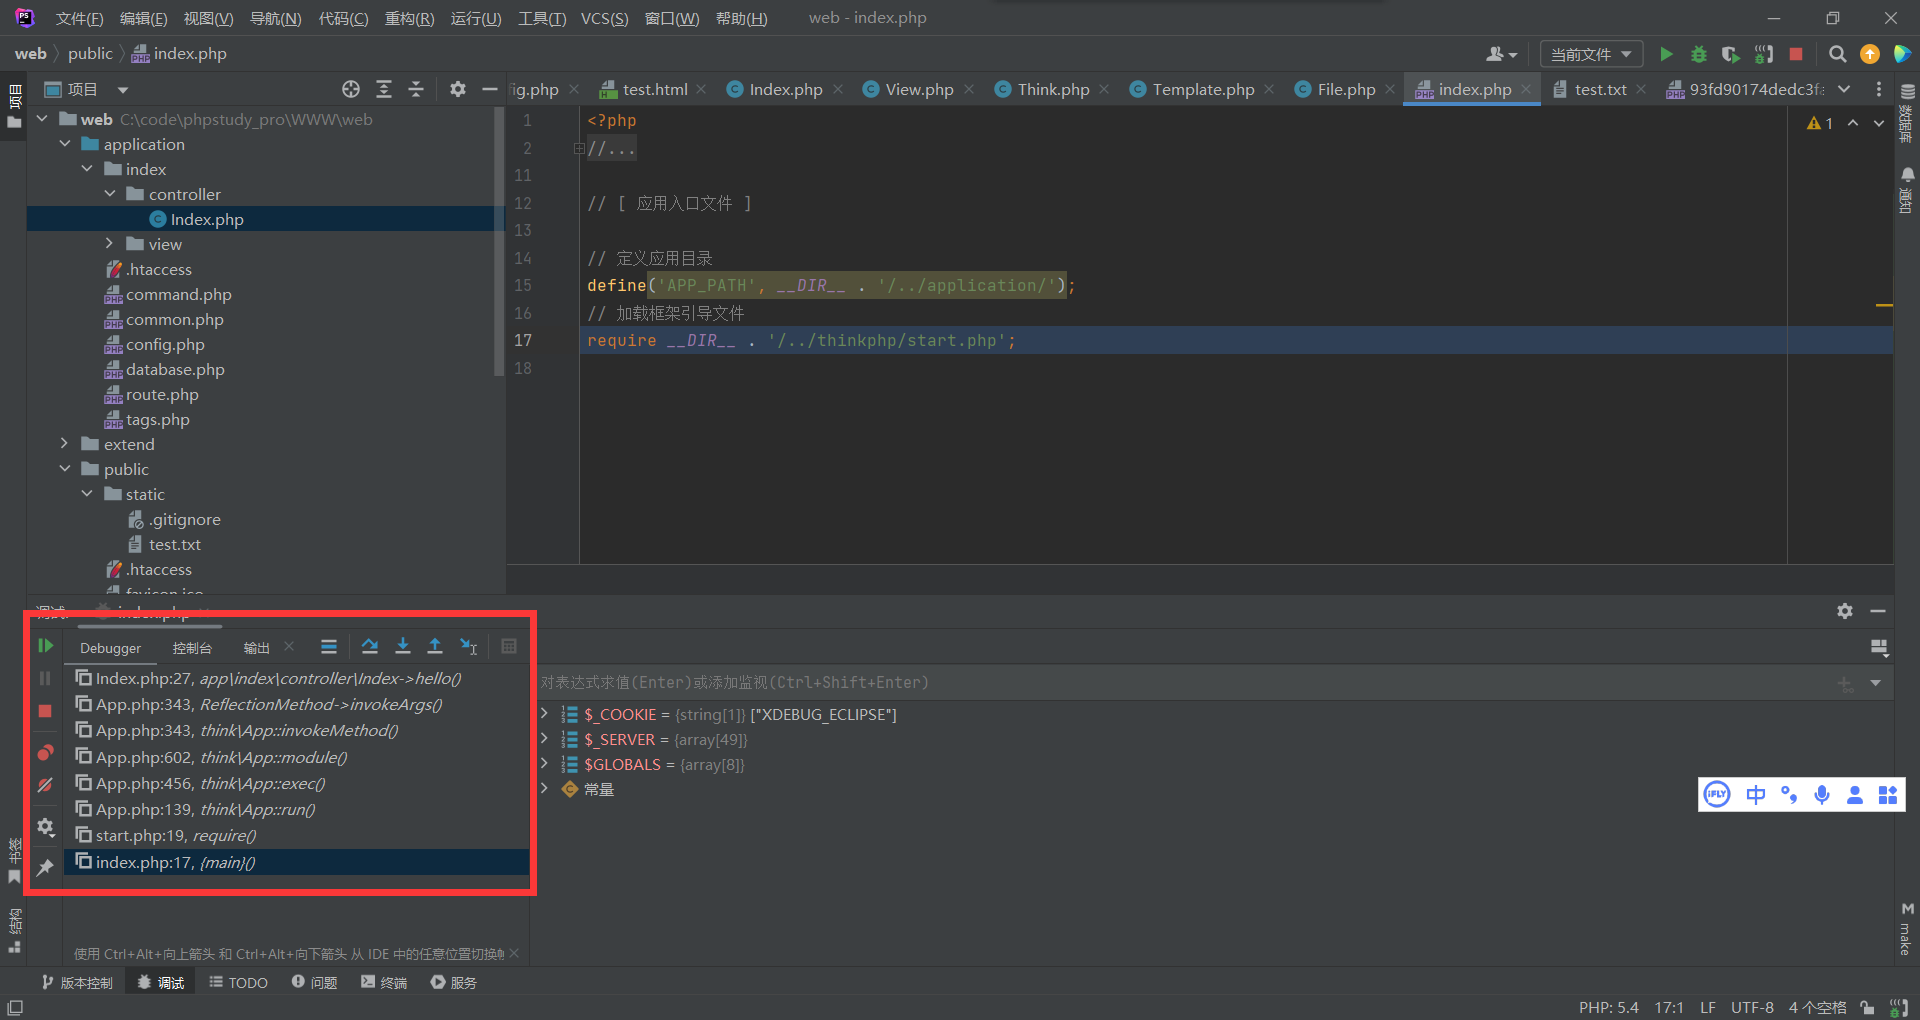 文件(F) 编辑(E) 视图(V) 导航(N) 代码(C) 重构(R) 运行(U) 工具(T) VCS(S) 窗口(W) 帮助(H) web - index.php
web public index.php
当前文件
项目
ig.php test.html Index.php View.php Think.php Template.php File.php index.php test.txt 93fd90174dedc3f
项目
数据库
通知
web C:\code\phpstudy_pro\WWW\web
application
index
controller
Index.php
view
.htaccess
command.php
common.php
config.php
database.php
route.php
tags.php
extend
public
static
.gitignore
test.txt
.htaccess
favicon.ico
1 <?php
2 //...
11
12 // [ 应用入口文件 ]
13
14 // 定义应用目录
15 define('APP_PATH', __DIR__ . '/../application/');
16 // 加载框架引导文件
17 require __DIR__ . '/../thinkphp/start.php';
18
1
调试: index.php
Debugger 控制台 输出
Index.php:27, app\index\controller\Index->hello()
App.php:343, ReflectionMethod->invokeArgs()
App.php:343, think\App::invokeMethod()
App.php:602, think\App::module()
App.php:456, think\App::exec()
App.php:139, think\App::run()
start.php:19, require()
index.php:17, {main}()
对表达式求值(Enter)或添加监视(Ctrl+Shift+Enter)
$_COOKIE = {string[1]} ["XDEBUG_ECLIPSE"]
$_SERVER = {array[49]}
$GLOBALS = {array[8]}
常量
iFLY 中
书签
结构
make
使用 Ctrl+Alt+向上箭头 和 Ctrl+Alt+向下箭头 从 IDE 中的任意位置切换
版本控制 调试 TODO 问题 终端 服务
PHP: 5.4 17:1 LF UTF-8 4 个空格